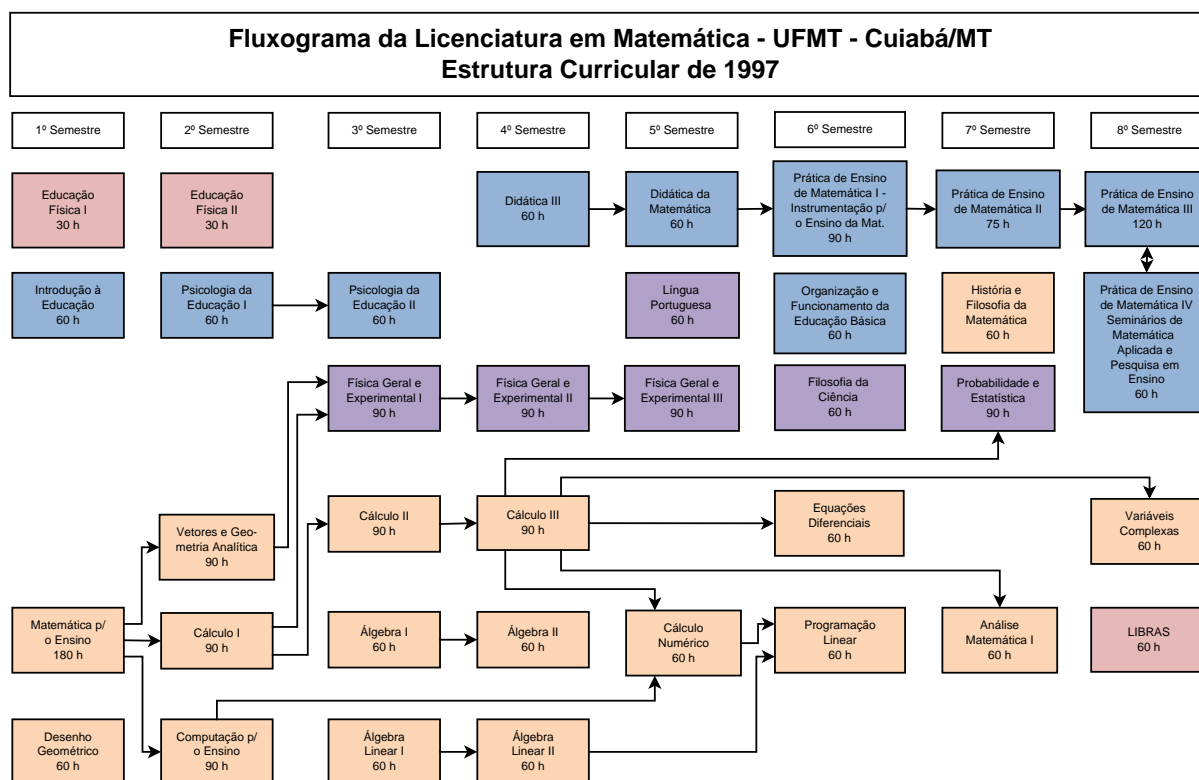 Fluxograma da Licenciatura em Matemática - UFMT - Cuiabá/MT
Estrutura Curricular de 1997
1º Semestre
2º Semestre
3º Semestre
4º Semestre
5º Semestre
6º Semestre
7º Semestre
8º Semestre
Educação
Física I
30 h
Educação
Física II
30 h
Didática III
60 h
Didática da
Matemática
60 h
Prática de Ensino
de Matemática I -
Instrumentação p/
o Ensino da Mat.
90 h
Prática de Ensino
de Matemática II
75 h
Prática de Ensino
de Matemática III
120 h
Introdução à
Educação
60 h
Psicologia da
Educação I
60 h
Psicologia da
Educação II
60 h
Língua
Portuguesa
60 h
Organização e
Funcionamento da
Educação Básica
60 h
História e
Filosofia da
Matemática
60 h
Prática de Ensino
de Matemática IV
Seminários de
Matemática
Aplicada e
Pesquisa em
Ensino
60 h
Física Geral e
Experimental I
90 h
Física Geral e
Experimental II
90 h
Física Geral e
Experimental III
90 h
Filosofia da
Ciência
60 h
Probabilidade e
Estatística
90 h
Vetores e Geo-
metria Analítica
90 h
Cálculo II
90 h
Cálculo III
90 h
Equações
Diferenciais
60 h
Variáveis
Complexas
60 h
Matemática p/
o Ensino
180 h
Cálculo I
90 h
Álgebra I
60 h
Álgebra II
60 h
Cálculo
Numérico
60 h
Programação
Linear
60 h
Análise
Matemática I
60 h
LIBRAS
60 h
Desenho
Geométrico
60 h
Computação p/
o Ensino
90 h
Álgebra
Linear I
60 h
Álgebra
Linear II
60 h